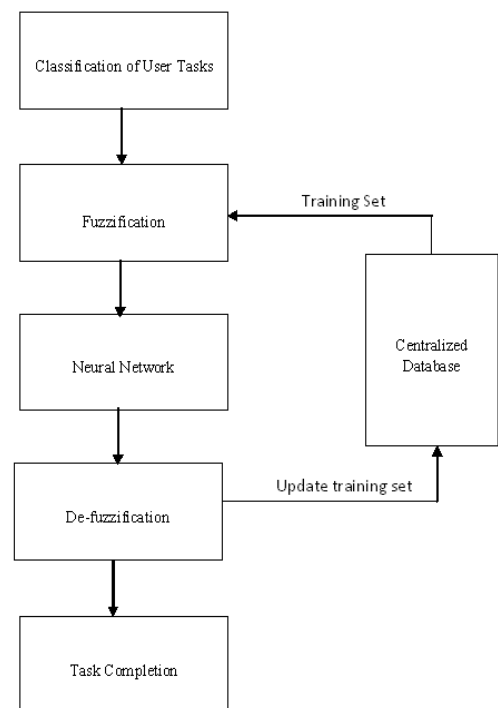 Classification of User Tasks
Training Set
Fuzzification
Neural Network
Centralized
Database
Update training set
De-fuzzification
Task Completion